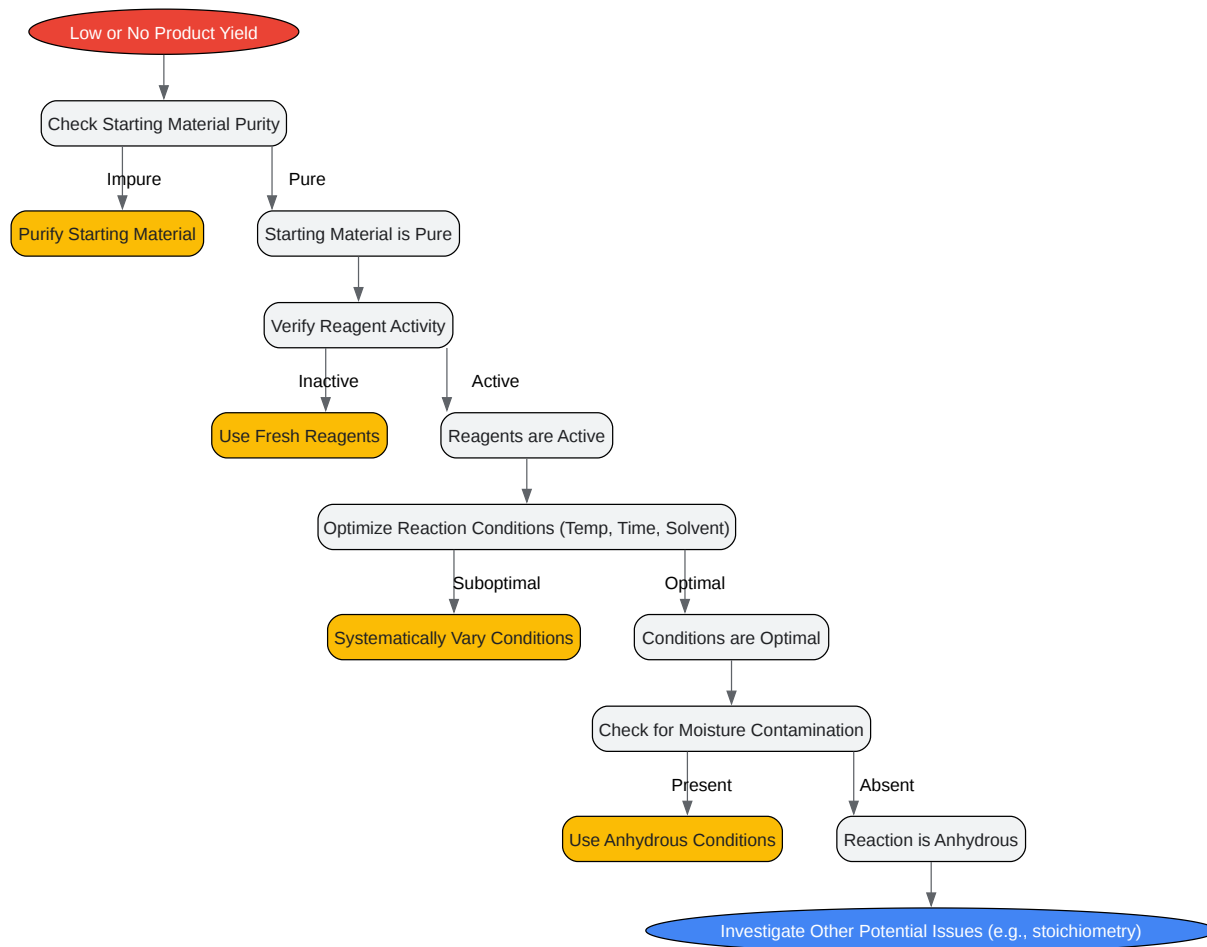 Low or No Product Yield
Check Starting Material Purity
Impure
Pure
Purify Starting Material
Starting Material is Pure
Verify Reagent Activity
Inactive
Active
Use Fresh Reagents
Reagents are Active
Optimize Reaction Conditions (Temp, Time, Solvent)
Suboptimal
Optimal
Systematically Vary Conditions
Conditions are Optimal
Check for Moisture Contamination
Present
Absent
Use Anhydrous Conditions
Reaction is Anhydrous
Investigate Other Potential Issues (e.g., stoichiometry)